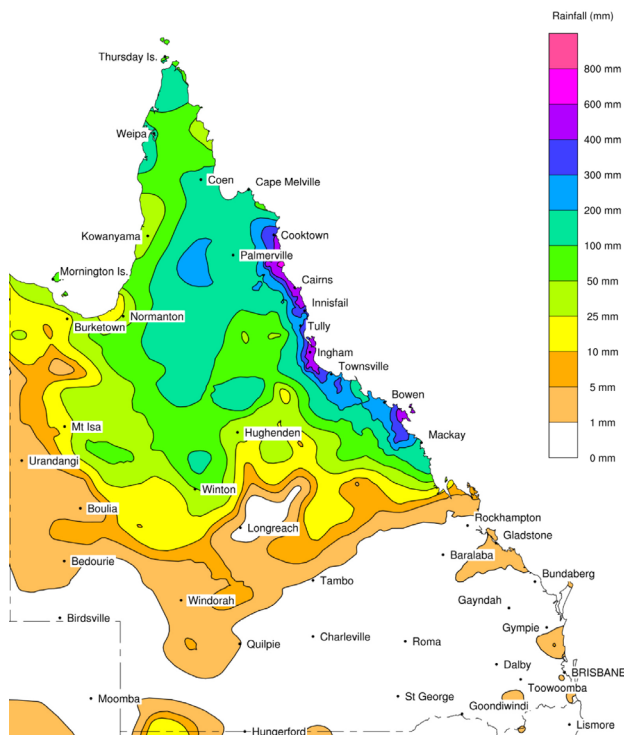 Rainfall (mm)
800 mm
600 mm
400 mm
300 mm
200 mm
100 mm
50 mm
25 mm
10 mm
5 mm
1 mm
0 mm
Thursday Is.
Weipa
Coen
Cape Melville
Kowanyama
Cooktown
Palmerville
Mornington Is.
Cairns
Innisfail
Normanton
Burketown
Tully
Ingham
Townsville
Bowen
Mt Isa
Hughenden
Mackay
Urandangi
Winton
Boulia
Longreach
Rockhampton
Gladstone
Baralaba
Bedourie
Tambo
Bundaberg
Windorah
Gayndah
Birdsville
Gympie
Charleville
Roma
Quilpie
Dalby
BRISBANE
Toowoomba
Moomba
St George
Goondiwindi
Hungerford
Lismore